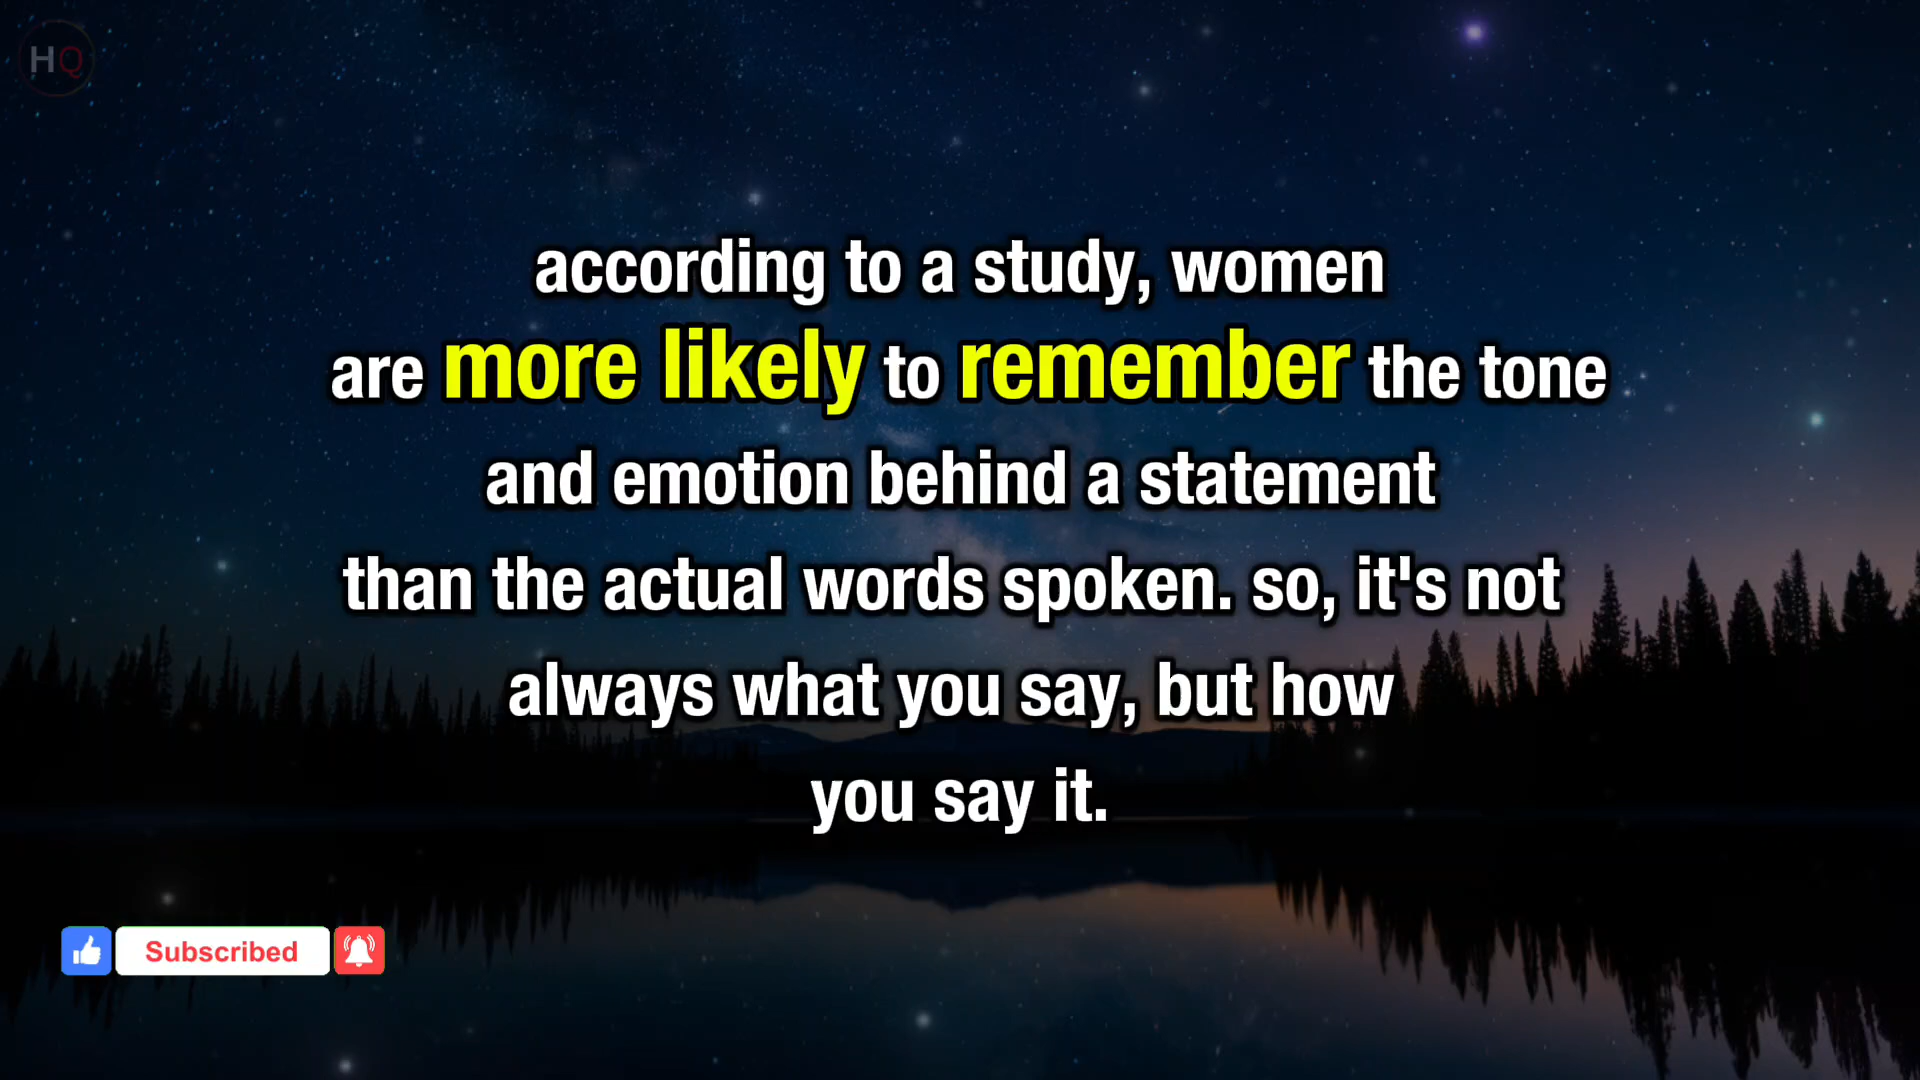 HQ
according to a study, women
are more likely to remember the tone
and emotion behind a statement
than the actual words spoken. so, it's not
always what you say, but how
you say it.
Subscribed